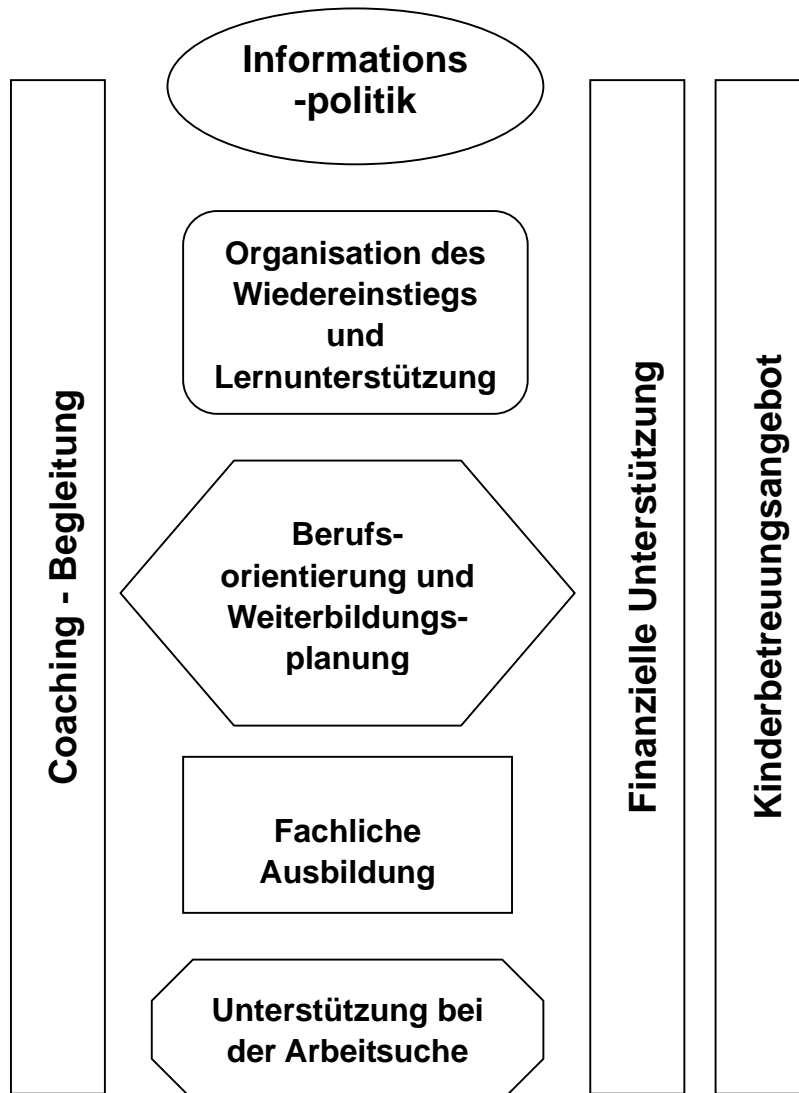 Informations
-politik
Organisation des
Wiedereinstiegs
und
Lernunterstützung
Berufs-
orientierung und
Weiterbildungs-
planung
Fachliche
Ausbildung
Unterstützung bei
der Arbeitsuche
Coaching - Begleitung
Finanzielle Unterstützung
Kinderbetreuungsangebot